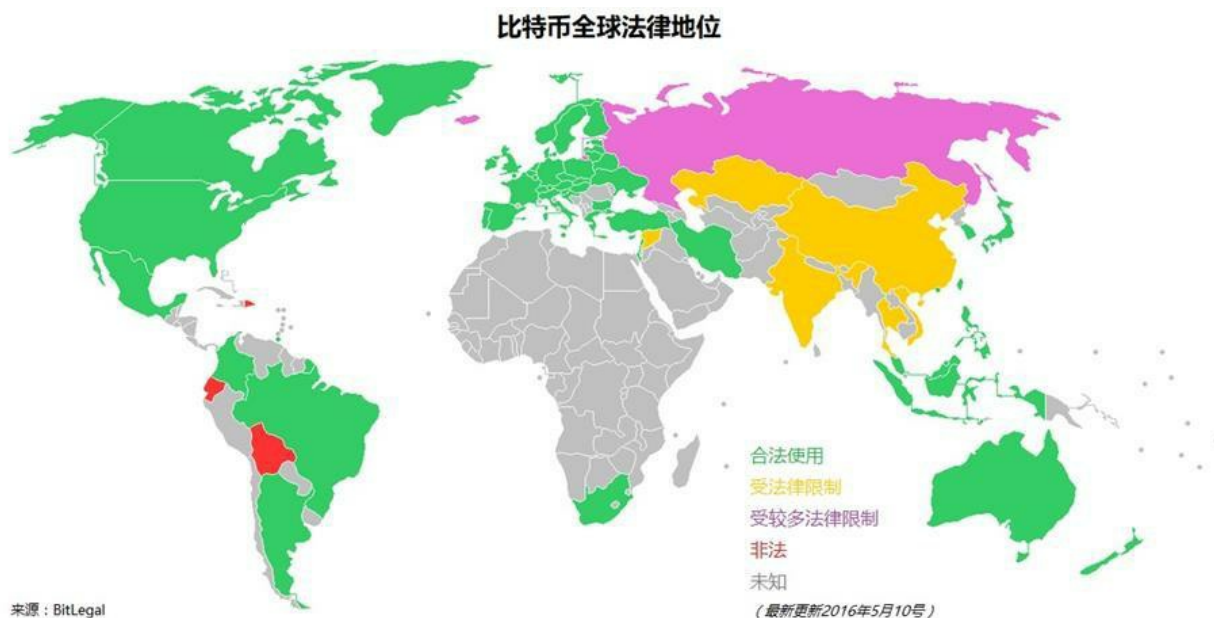 比特币全球法律地位
合法使用
受法律限制
受较多法律限制
非法
未知
来源：BitLegal
（最新更新2016年5月10号）